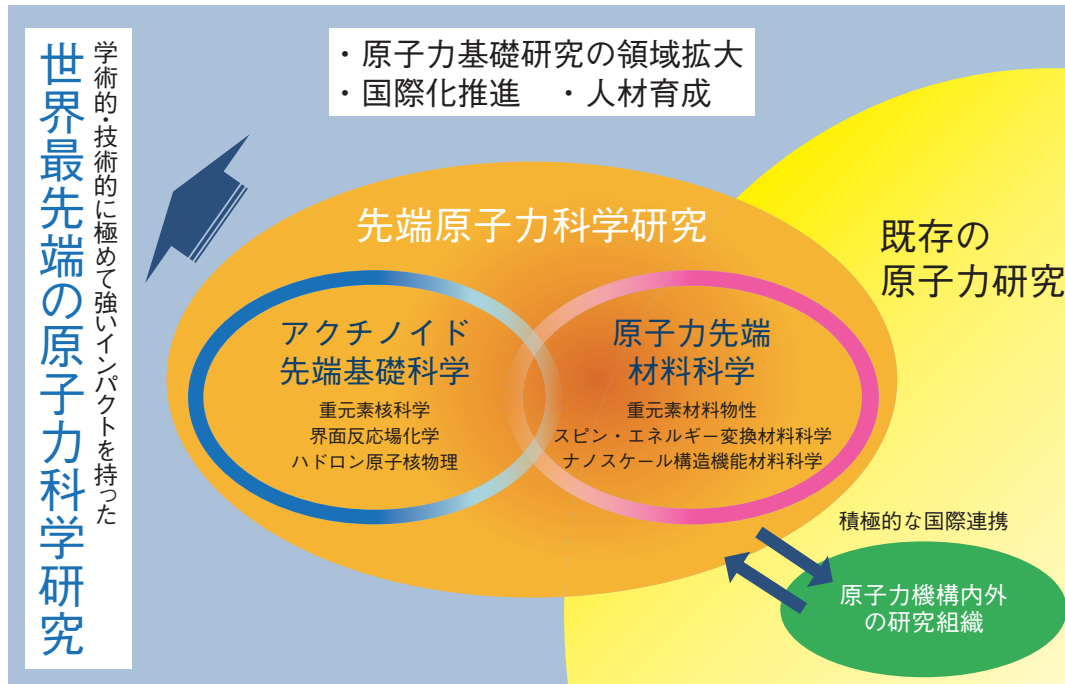 学術的・技術的に極めて強いインパクトを持った
世界最先端の原子力科学研究
・原子力基礎研究の領域拡大
・国際化推進　・人材育成
先端原子力科学研究
既存の
原子力研究
アクチノイド
先端基礎科学
重元素核科学
界面反応場化学
ハドロン原子核物理
原子力先端
材料科学
重元素材料物性
スピン・エネルギー変換材料科学
ナノスケール構造機能材料科学
積極的な国際連携
原子力機構内外
の研究組織